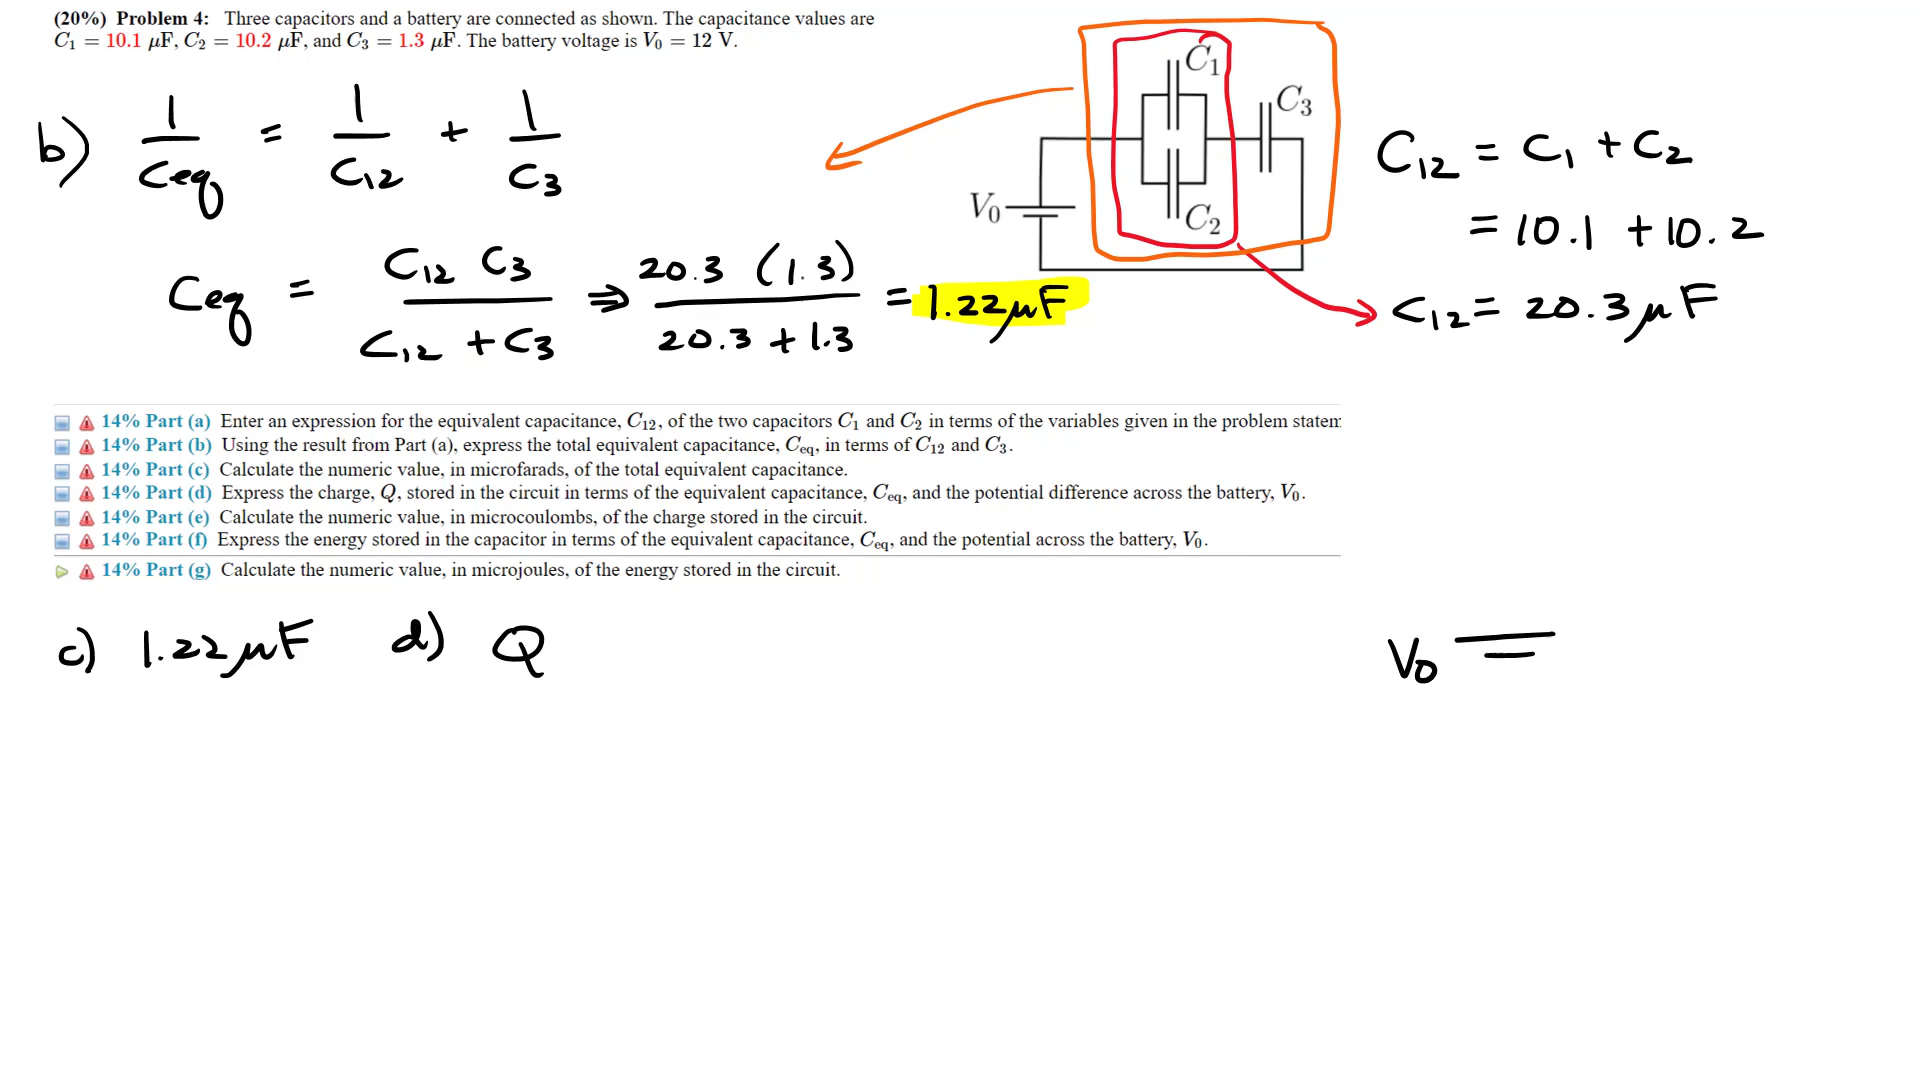 (20%) Problem 4: Three capacitors and a battery are connected as shown. The capacitance values are
C₁ = 10.1 μF, C₂ = 10.2 μF, and C₃ = 1.3 μF. The battery voltage is V₀ = 12 V.
C₁
C₃
V₀
C₂
b) 1/Ceq = 1/C₁₂ + 1/C₃
Ceq = C₁₂ C₃ / C₁₂ + C₃ ⇒ 20.3 (1.3) / 20.3 + 1.3 = 1.22 μF
C₁₂ = C₁ + C₂
= 10.1 + 10.2
C₁₂ = 20.3 μF
14% Part (a) Enter an expression for the equivalent capacitance, C₁₂, of the two capacitors C₁ and C₂ in terms of the variables given in the problem statem
14% Part (b) Using the result from Part (a), express the total equivalent capacitance, Ceq, in terms of C₁₂ and C₃.
14% Part (c) Calculate the numeric value, in microfarads, of the total equivalent capacitance.
14% Part (d) Express the charge, Q, stored in the circuit in terms of the equivalent capacitance, Ceq, and the potential difference across the battery, V₀.
14% Part (e) Calculate the numeric value, in microcoulombs, of the charge stored in the circuit.
14% Part (f) Express the energy stored in the capacitor in terms of the equivalent capacitance, Ceq, and the potential across the battery, V₀.
14% Part (g) Calculate the numeric value, in microjoules, of the energy stored in the circuit.
c) 1.22 μF d) Q
V₀